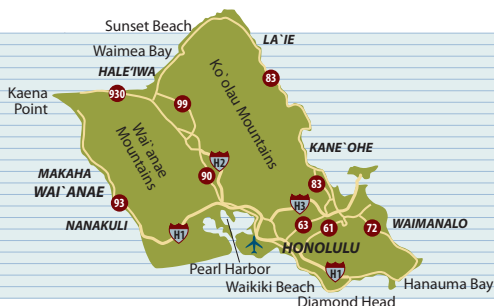 Sunset Beach
LA`IE
Waimea Bay
HALE'IWA
Ko`olau Mountains
83
Kaena
Point
930
99
Wai`anae
Mountains
KANE`OHE
H2
MAKAHA
90
83
WAI`ANAE
93
H3
NANAKULI
63
61
72
WAIMANALO
H1
HONOLULU
Pearl Harbor
H1
Waikiki Beach
Hanauma Bay
Diamond Head